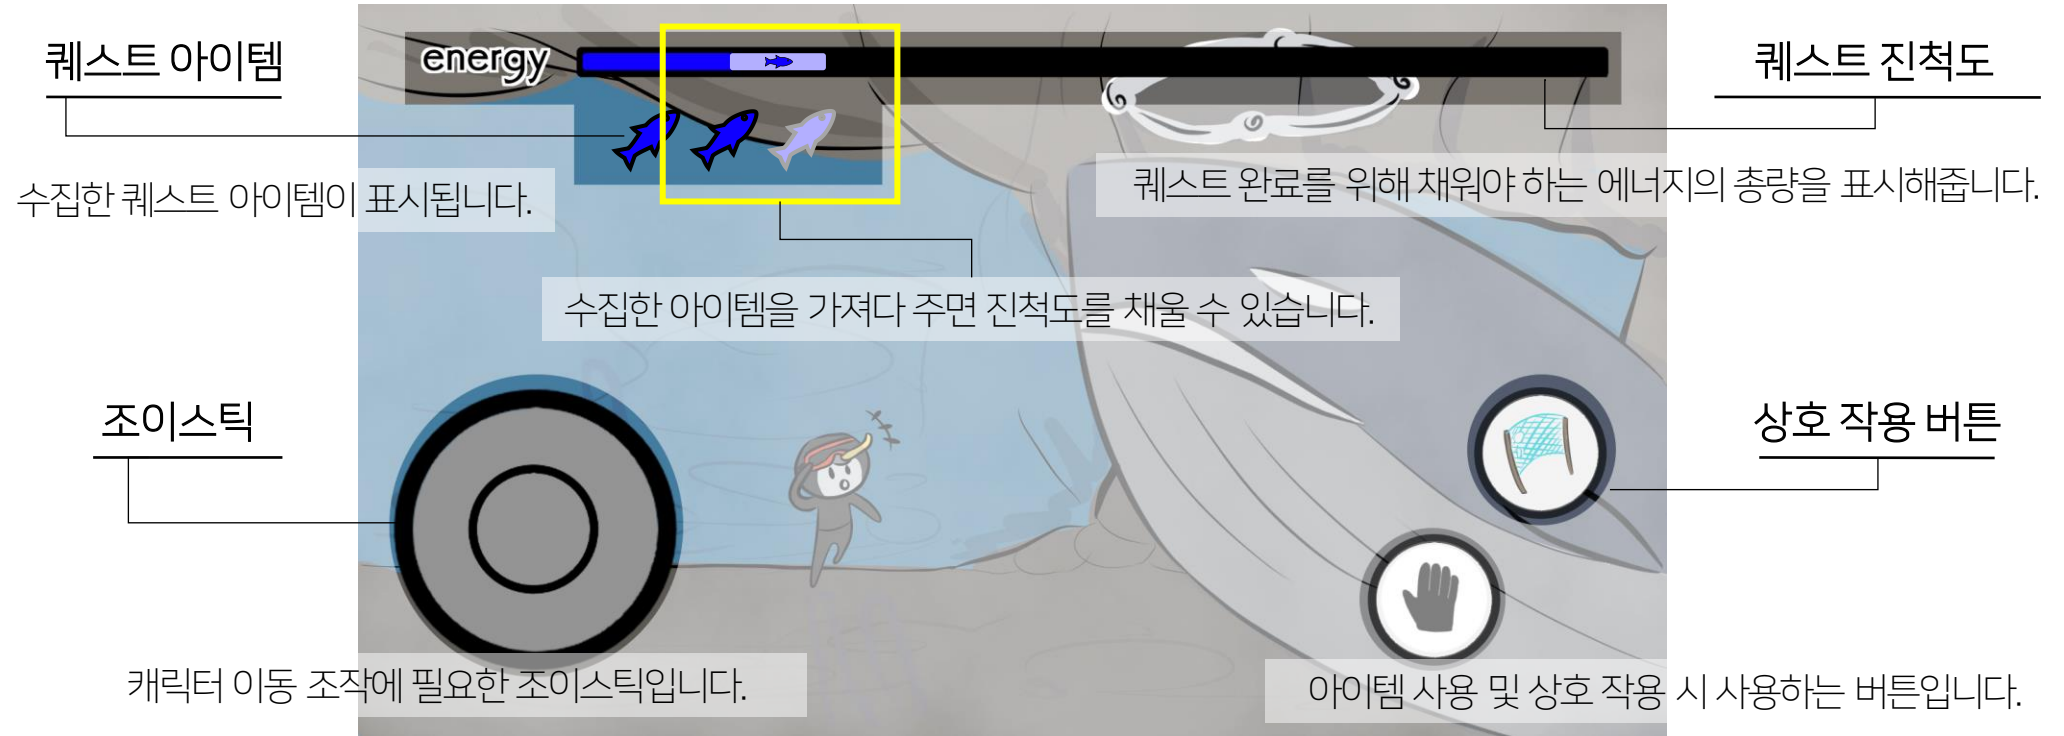 퀘스트 아이템
energy
퀘스트 진척도
수집한 퀘스트 아이템이 표시됩니다.
퀘스트 완료를 위해 채워야 하는 에너지의 총량을 표시해줍니다.
수집한 아이템을 가져다 주면 진척도를 채울 수 있습니다.
조이스틱
상호 작용 버튼
캐릭터 이동 조작에 필요한 조이스틱입니다.
아이템 사용 및 상호 작용 시 사용하는 버튼입니다.